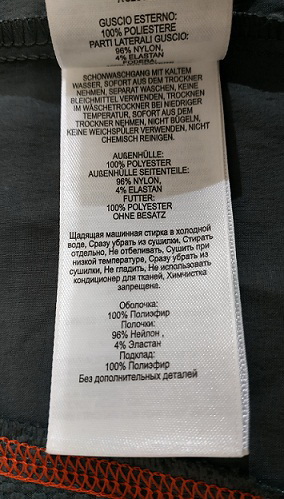 GUSCIO ESTERNO:
100% POLIESTERE
PARTI LATERALI GUSCIO:
96% NYLON,
4% ELASTAN
SCHONWASCHGANG MIT KALTEM
WASSER, SOFORT AUS DEM TROCKNER
NEHMEN, SEPARAT WASCHEN, KEINE
BLEICHMITTEL VERWENDEN, TROCKNEN
IM WÄSCHETROCKNER BEI NIEDRIGER
TEMPERATUR, SOFORT AUS DEM
TROCKNER NEHMEN, NICHT BÜGELN,
KEINE WEICHSPÜLER VERWENDEN, NICHT
CHEMISCH REINIGEN.
AUßENHÜLLE:
100% POLYESTER
AUßENHÜLLE SEITENTEILE:
96% NYLON,
4% ELASTAN
FUTTER:
100% POLYESTER
OHNE BESATZ
Щадящая машинная стирка в холодной
воде, Сразу убрать из сушилки, Стирать
отдельно, Не отбеливать, Сушить при
низкой температуре, Сразу убрать из
сушилки, Не гладить, Не использовать
кондиционер для тканей, Химчистка
запрещена.
Оболочка:
100% Полиэфир
Полочки:
96% Нейлон ,
4% Эластан
Подклад:
100% Полиэфир
Без дополнительных деталей